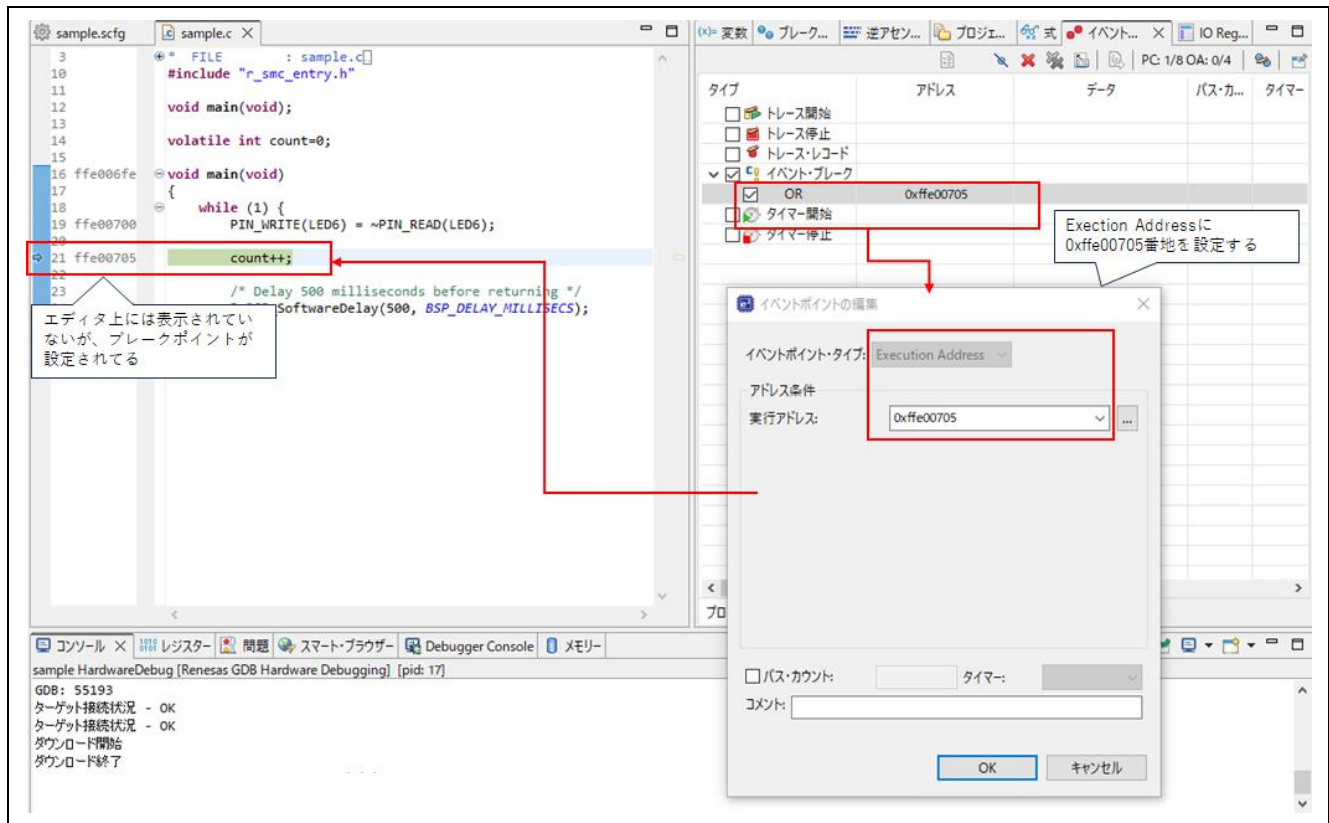 sample.scfg
sample.c
3 * FILE : sample.c
10 #include "r_smc_entry.h"
11
12 void main(void);
13
14 volatile int count=0;
15
16 ffe006fe void main(void)
17 {
18 while (1) {
19 ffe00700 PIN_WRITE(LED6) = ~PIN_READ(LED6);
20
21 ffe00705 count++;
22
23 /* Delay 500 milliseconds before returning */
SoftwareDelay(500, BSP_DELAY_MILLISECS);
エディタ上には表示されてい
ないが、ブレークポイントが
設定されてる
(x)= 変数
ブレーク...
逆アセン...
プロジェ...
式
イベント...
IO Reg...
PC: 1/8 OA: 0/4
タイプ アドレス データ パス・カ... タイマー
トレース開始
トレース停止
トレース・レコード
イベント・ブレーク
OR 0xffe00705
タイマー開始
タイマー停止
Exection Addressに
0xffe00705番地を設定する
イベントポイントの編集
イベントポイント・タイプ: Execution Address
アドレス条件
実行アドレス: 0xffe00705 ...
パス・カウント: タイマー:
コメント:
OK キャンセル
コンソール
レジスター
問題
スマート・ブラウザー
Debugger Console
メモリー
sample HardwareDebug [Renesas GDB Hardware Debugging] [pid: 17]
GDB: 55193
ターゲット接続状況 - OK
ターゲット接続状況 - OK
ダウンロード開始
ダウンロード終了